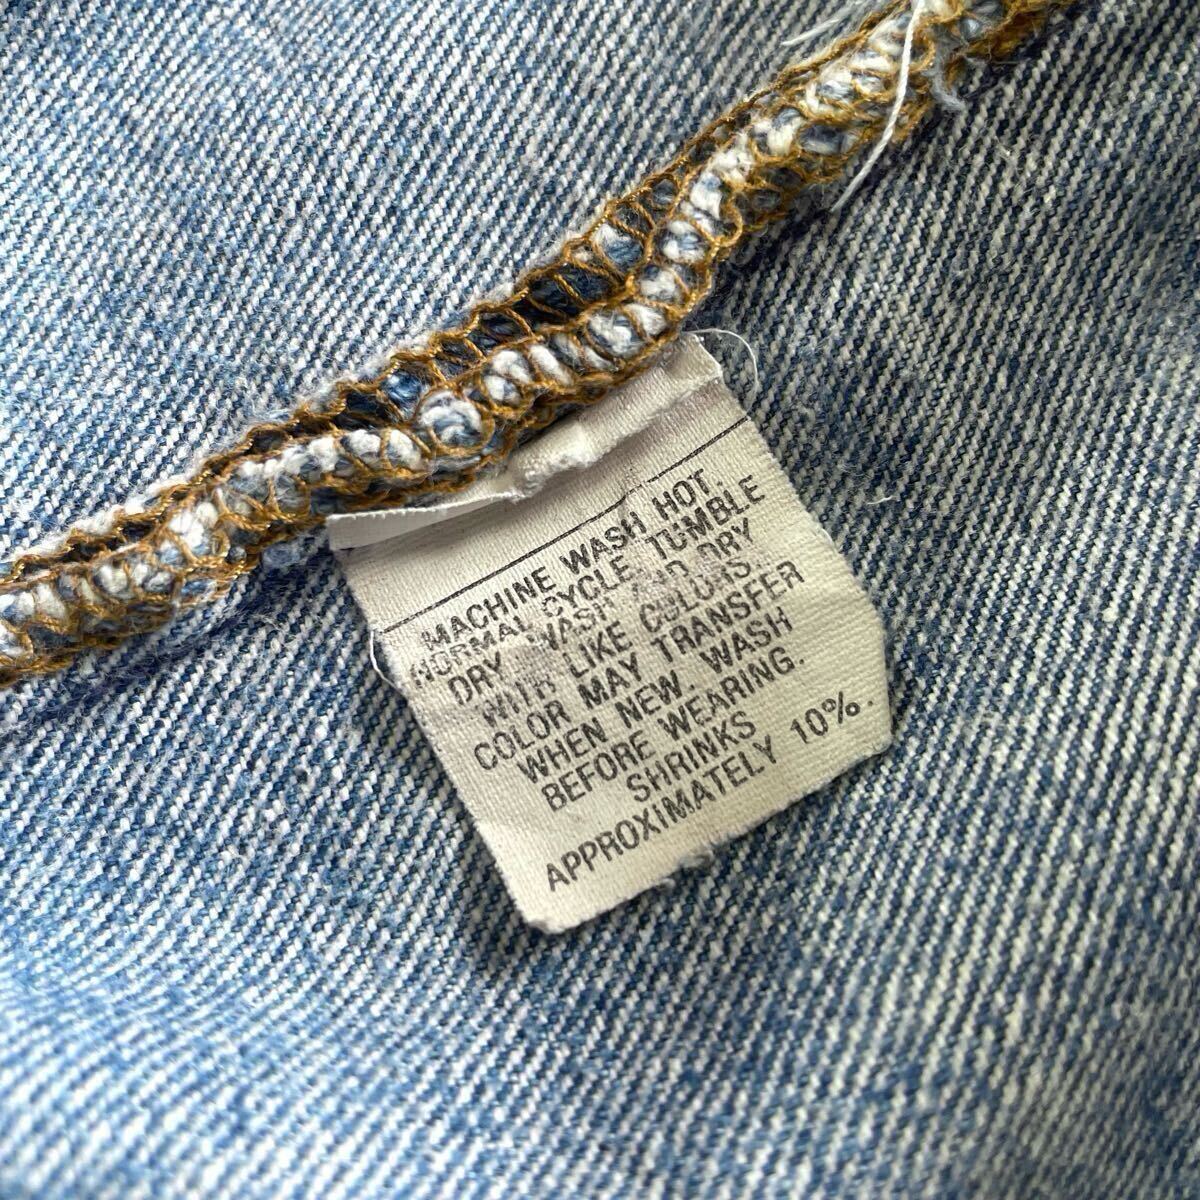 MACHINE WASH HOT.
NORMAL CYCLE. TUMBLE
DRY. WASH AND DRY
WITH LIKE COLORS.
COLOR MAY TRANSFER
WHEN NEW. WASH
BEFORE WEARING.
SHRINKS
APPROXIMATELY 10%.